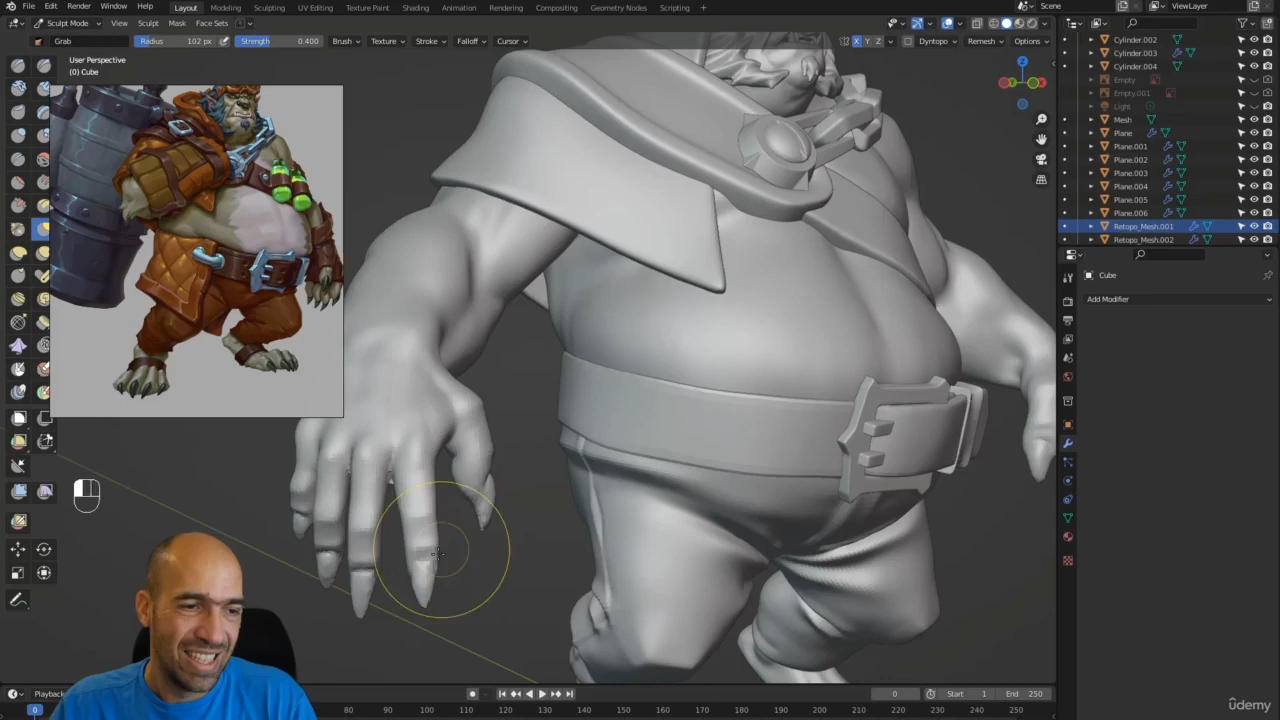 File Edit Render Window Help Layout Modeling Sculpting UV Editing Texture Paint Shading Animation Rendering Compositing Geometry Nodes Scripting + Scene ViewLayer
Sculpt Mode View Sculpt Mask Face Sets
Grab Radius 102 px Strength 0.400 Brush Texture Stroke Falloff Cursor X Y Z Dyntopo Remesh Options
User Perspective
(0) Cube
Cylinder.002
Cylinder.003
Cylinder.004
Empty
Empty.001
Light
Mesh
Plane
Plane.001
Plane.002
Plane.003
Plane.004
Plane.005
Plane.006
Retopo_Mesh.001
Retopo_Mesh.002
Cube
Add Modifier
Playback
0 Start 1 End 250
0 80 90 100 110 120 130 140 150 160 170 180 190 200 210 220 230 240 250
ûdemy